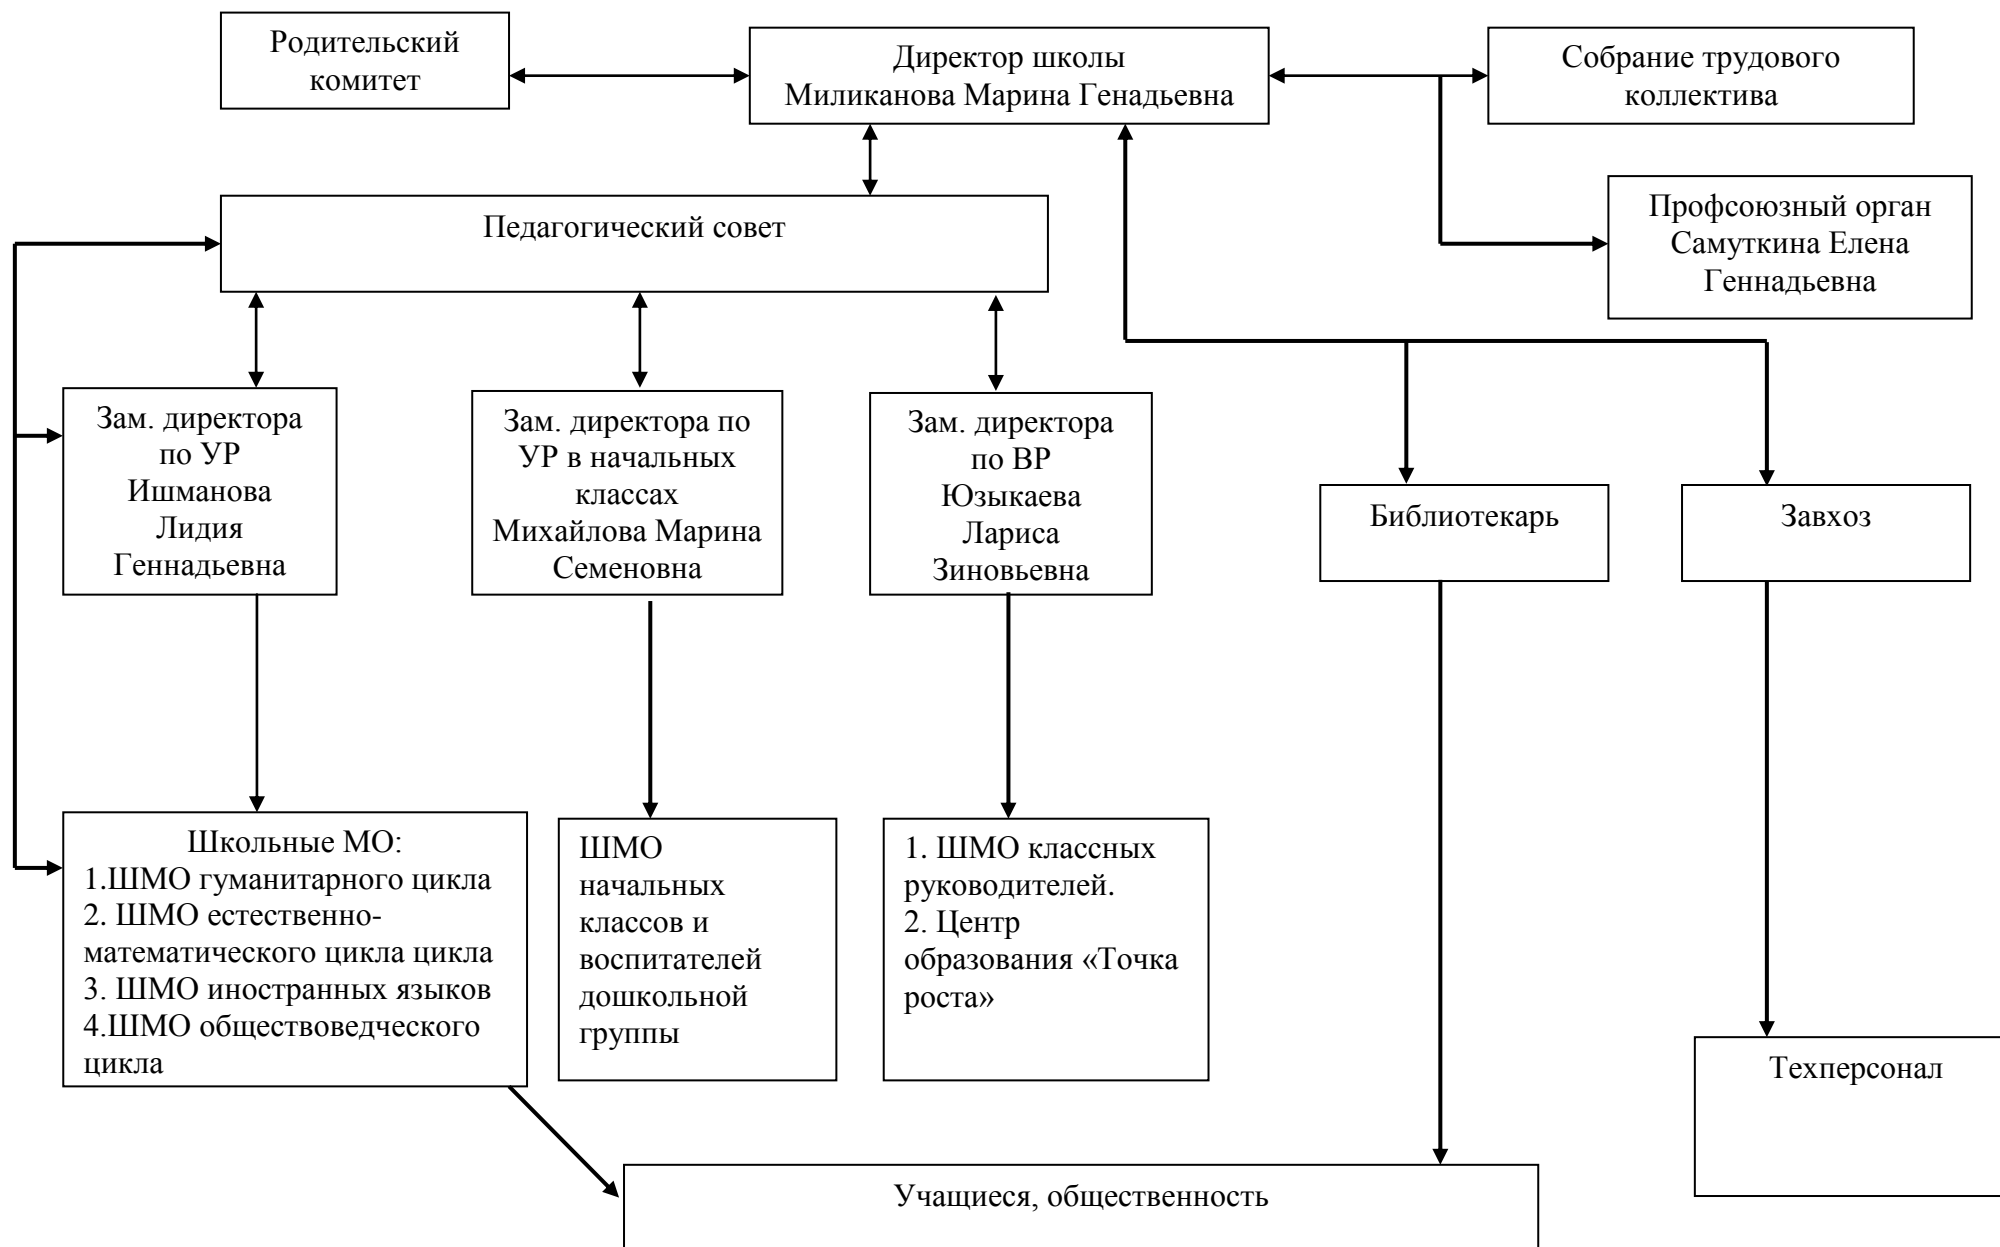 Родительский
комитет
Директор школы
Миликанова Марина Генадьевна
Собрание трудового
коллектива
Профсоюзный орган
Самуткина Елена
Геннадьевна
Педагогический совет
Зам. директора
по УР
Ишманова
Лидия
Геннадьевна
Зам. директора по
УР в начальных
классах
Михайлова Марина
Семеновна
Зам. директора
по ВР
Юзыкаева
Лариса
Зиновьевна
Библиотекарь
Завхоз
Школьные МО:
1.ШМО гуманитарного цикла
2. ШМО естественно-
математического цикла цикла
3. ШМО иностранных языков
4.ШМО обществоведческого
цикла
ШМО
начальных
классов и
воспитателей
дошкольной
группы
1. ШМО классных
руководителей.
2. Центр
образования «Точка
роста»
Техперсонал
Учащиеся, общественность